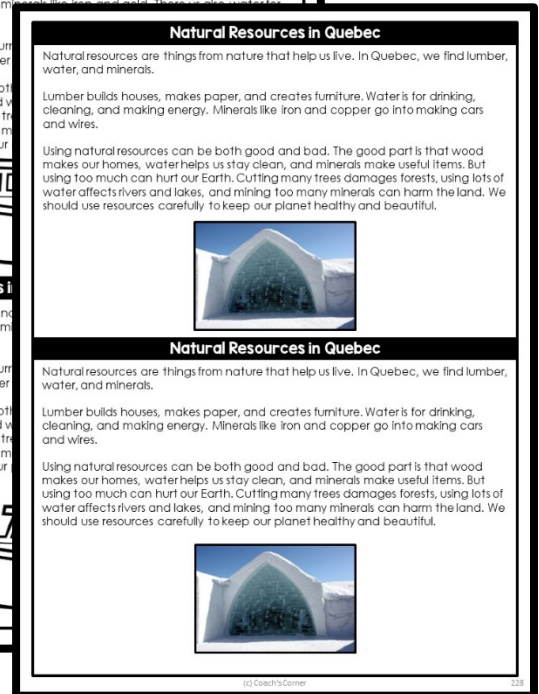 minerals like iron and gold. There ur also water for
Natural Resources in Quebec
Natural resources are things from nature that help us live. In Quebec, we find lumber,
water, and minerals.
Lumber builds houses, makes paper, and creates furniture. Water is for drinking,
cleaning, and making energy. Minerals like iron and copper go into making cars
and wires.
Using natural resources can be both good and bad. The good part is that wood
makes our homes, water helps us stay clean, and minerals make useful items. But
using too much can hurt our Earth. Cutting many trees damages forests, using lots of
water affects rivers and lakes, and mining too many minerals can harm the land. We
should use resources carefully to keep our planet healthy and beautiful.
Natural Resources in Quebec
Natural resources are things from nature that help us live. In Quebec, we find lumber,
water, and minerals.
Lumber builds houses, makes paper, and creates furniture. Water is for drinking,
cleaning, and making energy. Minerals like iron and copper go into making cars
and wires.
Using natural resources can be both good and bad. The good part is that wood
makes our homes, water helps us stay clean, and minerals make useful items. But
using too much can hurt our Earth. Cutting many trees damages forests, using lots of
water affects rivers and lakes, and mining too many minerals can harm the land. We
should use resources carefully to keep our planet healthy and beautiful.
(c) Coach's Corner
228